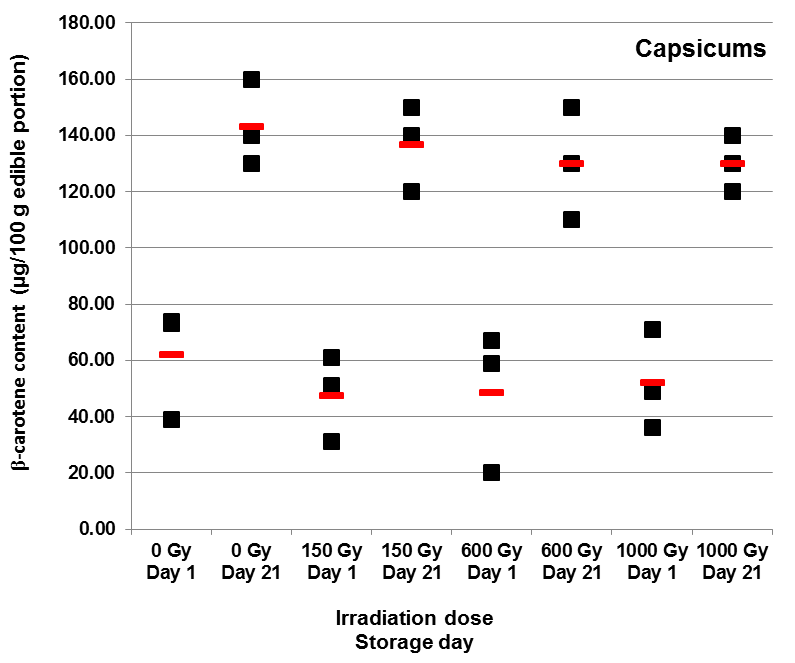 Capsicums
β-carotene content (µg/100 g edible portion)
180.00
160.00
140.00
120.00
100.00
80.00
60.00
40.00
20.00
0.00
0 Gy 0 Gy 150 Gy 150 Gy 600 Gy 600 Gy 1000 Gy 1000 Gy
Day 1 Day 21 Day 1 Day 21 Day 1 Day 21 Day 1 Day 21
Irradiation dose
Storage day